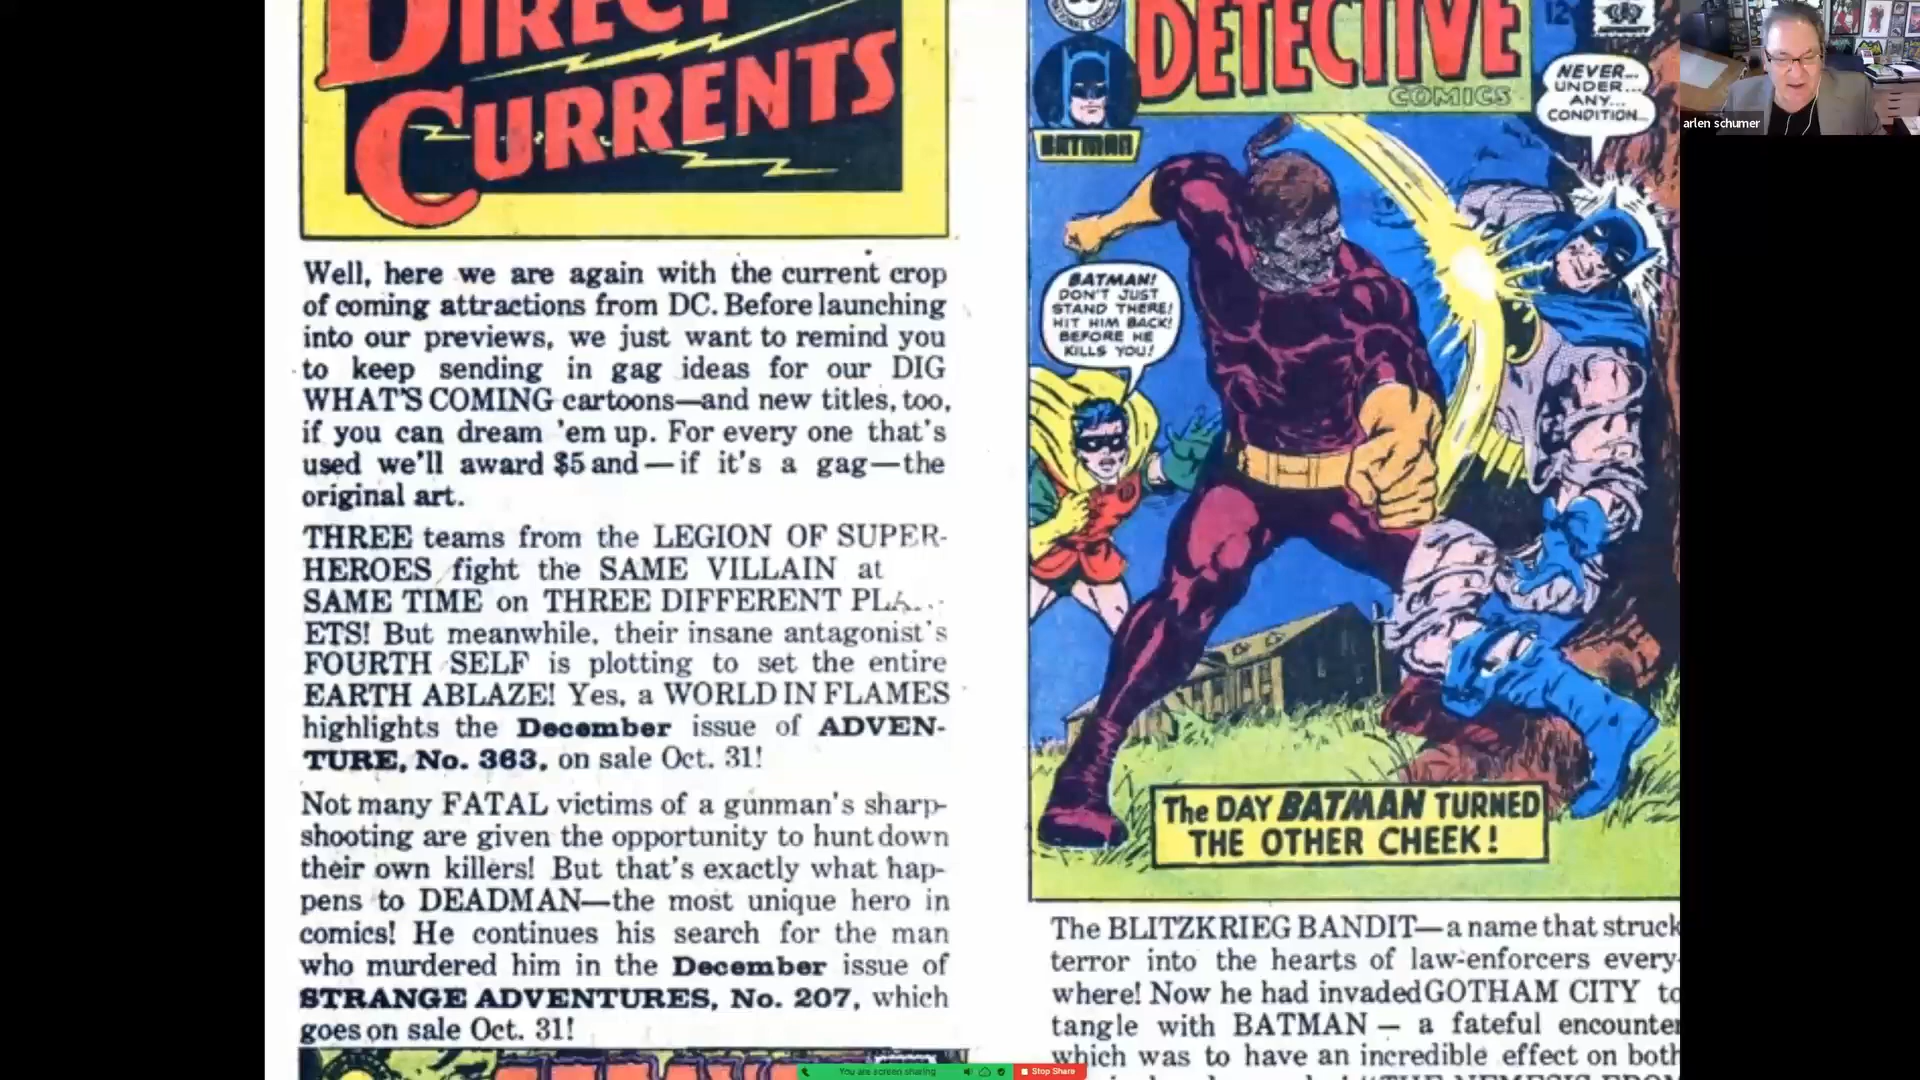 DIRECT
CURRENTS
Well, here we are again with the current crop
of coming attractions from DC. Before launching
into our previews, we just want to remind you
to keep sending in gag ideas for our DIG
WHAT'S COMING cartoons—and new titles, too,
if you can dream 'em up. For every one that's
used we'll award $5 and—if it's a gag—the
original art.
THREE teams from the LEGION OF SUPER-
HEROES fight the SAME VILLAIN at
SAME TIME on THREE DIFFERENT
ETS! But meanwhile, their insane antagonist's
FOURTH SELF is plotting to set the entire
EARTH ABLAZE! Yes, a WORLD IN FLAMES
highlights the December issue of ADVEN-
TURE, No. 363, on sale Oct. 31!
Not many FATAL victims of a gunman's sharp-
shooting are given the opportunity to hunt down
their own killers! But that's exactly what hap-
pens to DEADMAN—the most unique hero in
comics! He continues his search for the man
who murdered him in the December issue of
STRANGE ADVENTURES, No. 207, which
goes on sale Oct. 31!
DETECTIVE
COMICS
12¢
BATMAN
NEVER...
UNDER...
ANY...
CONDITION...
BATMAN!
DON'T JUST
STAND THERE!
HIT HIM BACK!
BEFORE HE
KILLS YOU!
The DAY BATMAN TURNED
THE OTHER CHEEK!
The BLITZKRIEG BANDIT—a name that struck
terror into the hearts of law-enforcers every-
where! Now he had invaded GOTHAM CITY to
tangle with BATMAN — a fateful encounter
which was to have an incredible effect on both
arlen schumer
You are screen sharing
Stop Share